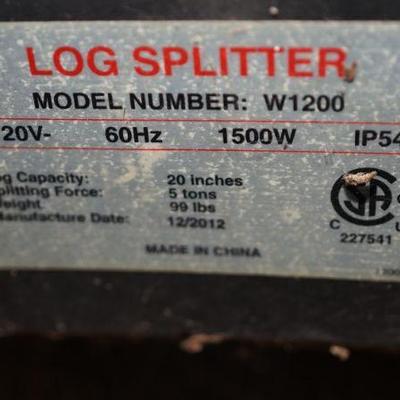 LOG SPLITTER
MODEL NUMBER: W1200
20V- 60Hz 1500W IP54
og Capacity: 20 inches
plitting Force: 5 tons
eight: 99 lbs
anufacture Date: 12/2012
MADE IN CHINA
C
227541